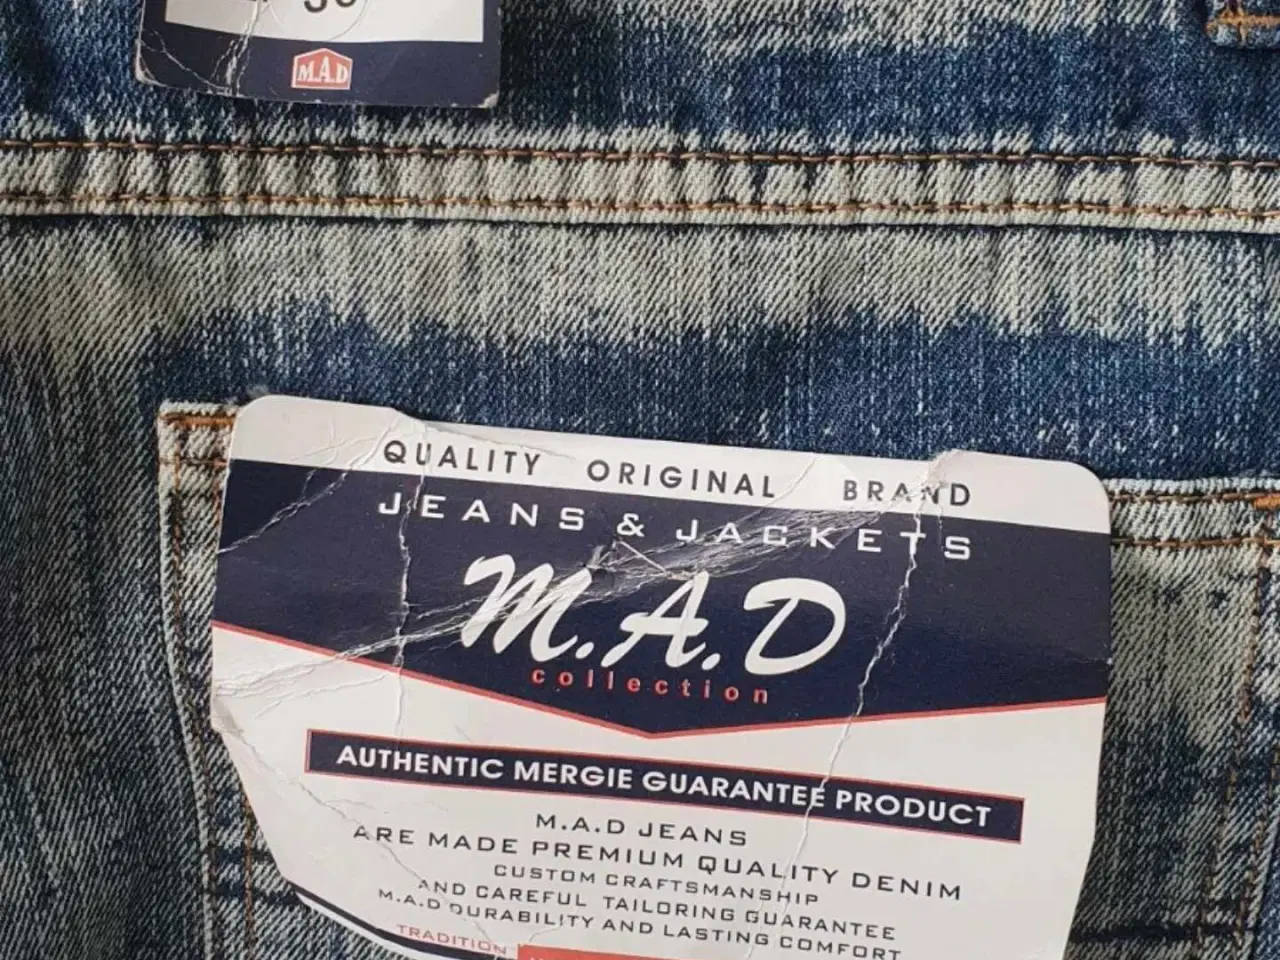 M.A.D
QUALITY ORIGINAL BRAND
JEANS & JACKETS
M.A.D
collection
AUTHENTIC MERGIE GUARANTEE PRODUCT
M.A.D JEANS
ARE MADE PREMIUM QUALITY DENIM
CUSTOM CRAFTSMANSHIP
AND CAREFUL TAILORING GUARANTEE
M.A.D DURABILITY AND LASTING COMFORT
TRADITION